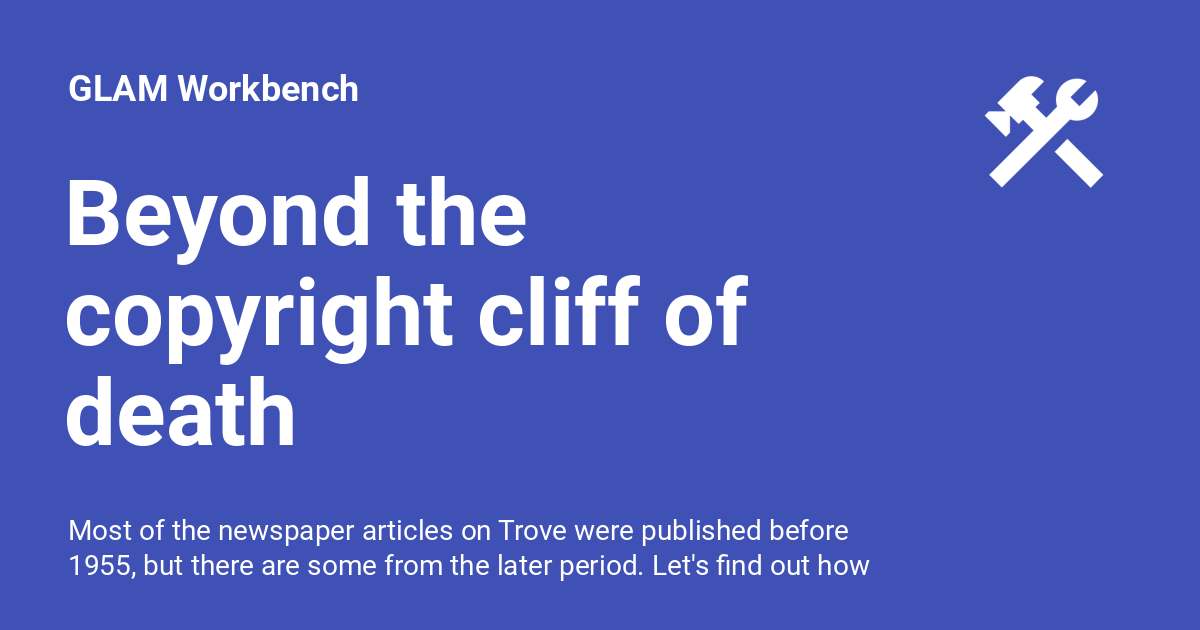 GLAM Workbench
Beyond the
copyright cliff of
death
Most of the newspaper articles on Trove were published before
1955, but there are some from the later period. Let's find out how